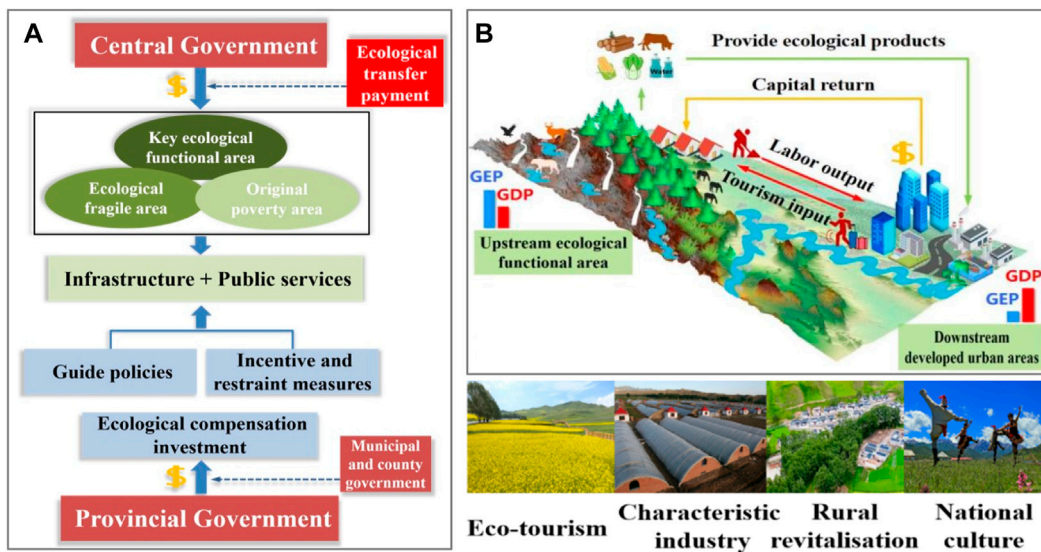 A
Central Government
Ecological
transfer
payment
$
Key ecological
functional area
Ecological
fragile area
Original
poverty area
Infrastructure + Public services
Guide policies
Incentive and
restraint measures
Ecological compensation
investment
Municipal
and county
government
$
Provincial Government
B
Provide ecological products
Water
Capital return
$
Labor output
Tourism input
GEP
GDP
Upstream ecological
functional area
GDP
GEP
Downstream
developed urban areas
Eco-tourism
Characteristic
industry
Rural
revitalisation
National
culture